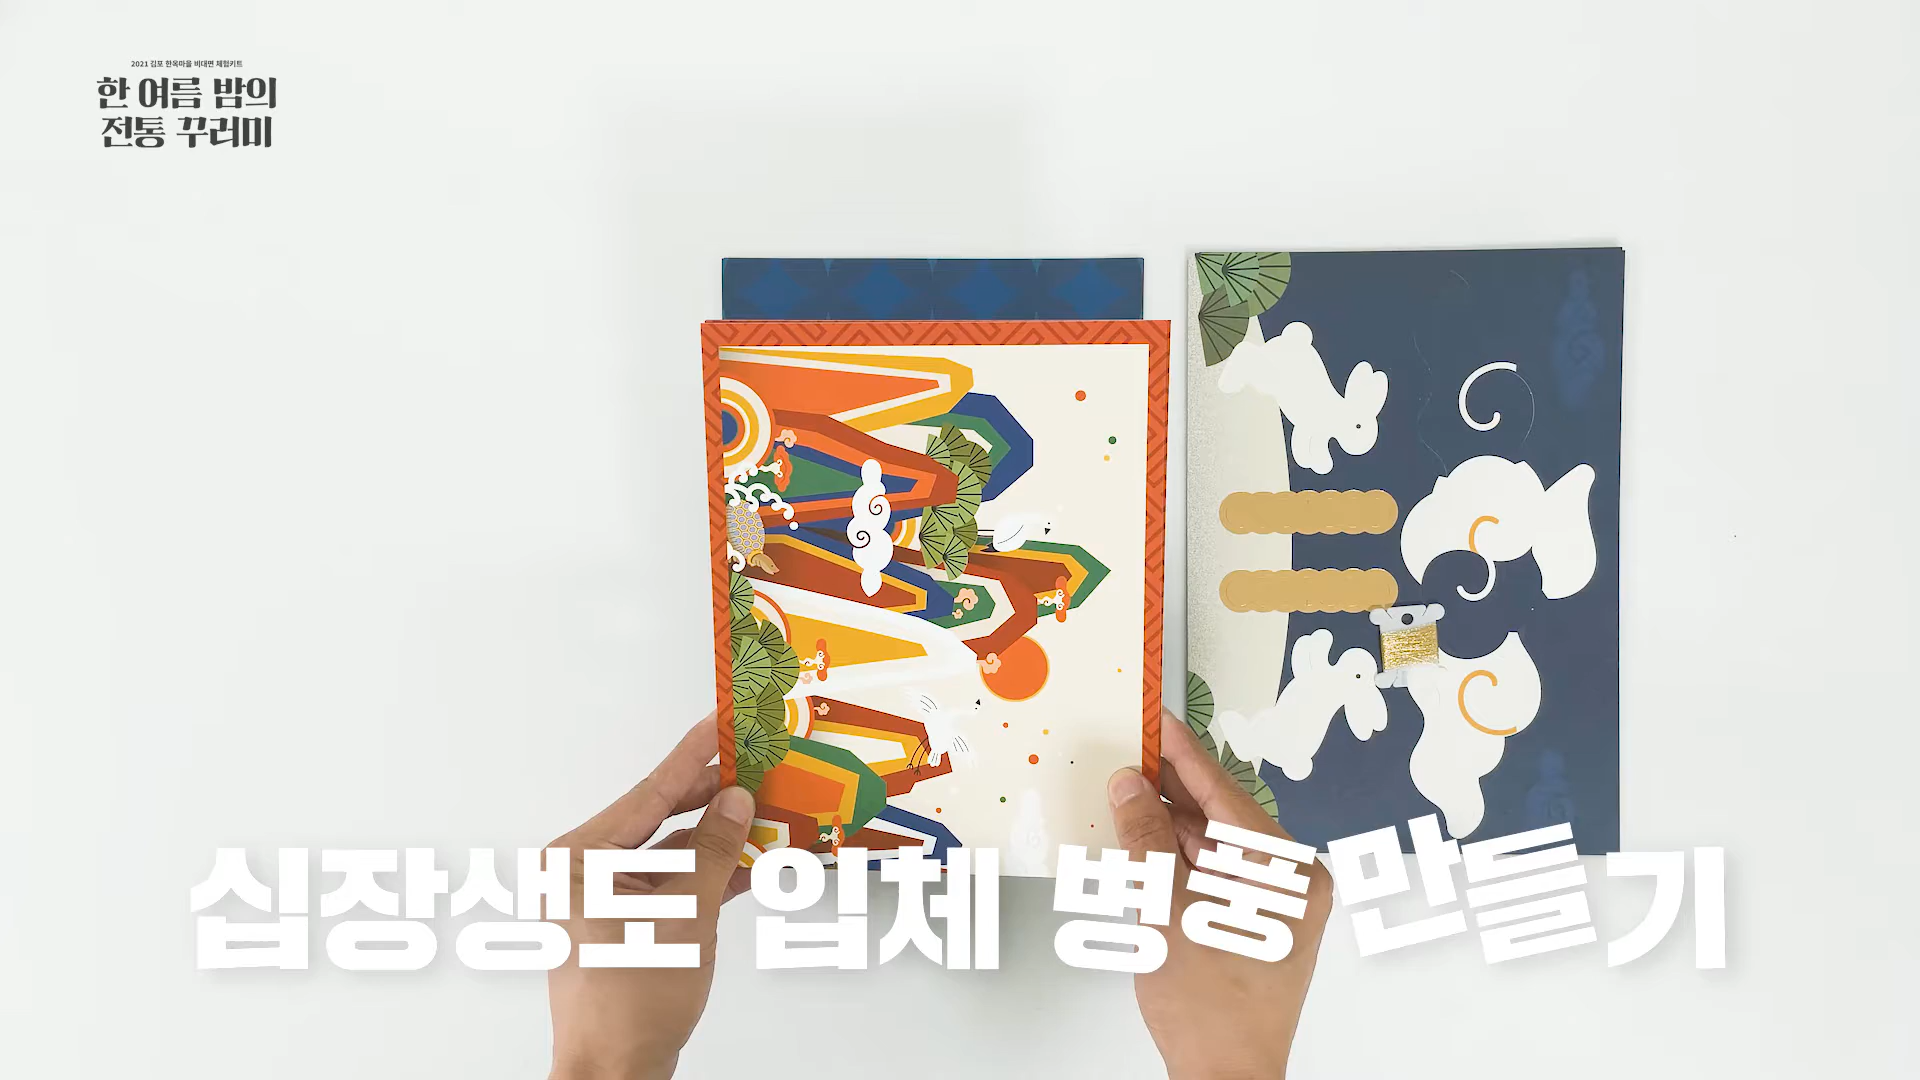 2021 김포 한옥마을 비대면 체험키트
한 여름 밤의
전통 꾸러미
십장생도 입체 병풍 만들기